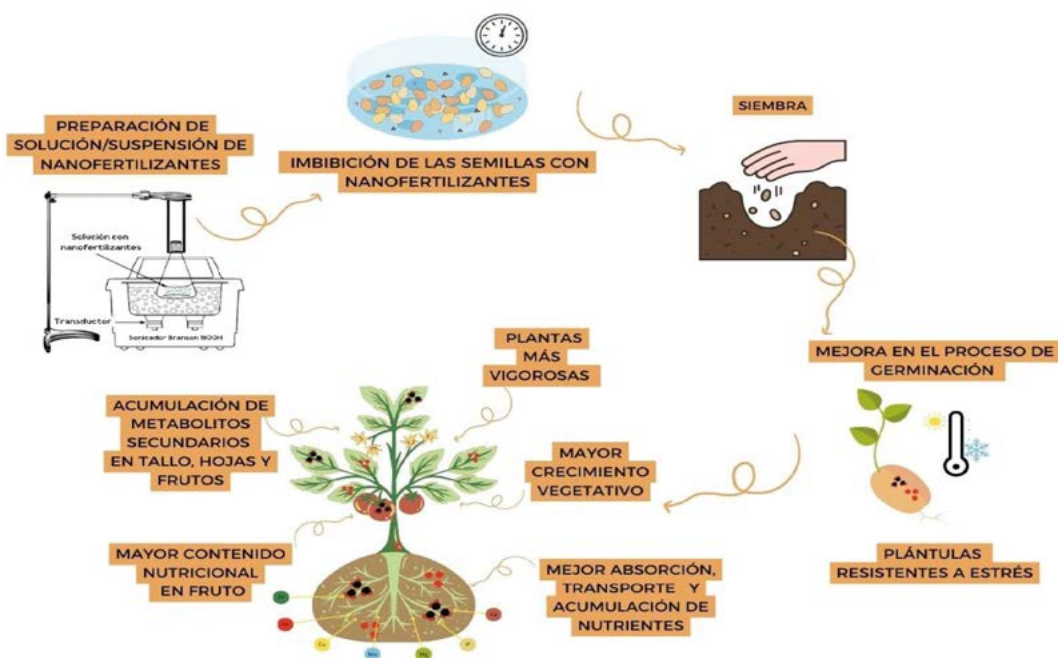 PREPARACIÓN DE
SOLUCIÓN/SUSPENSIÓN DE
NANOFERTILIZANTES
Solución con
nanofertilizantes
Transductor
Sonicador Branson
IMBIBICIÓN DE LAS SEMILLAS CON
NANOFERTILIZANTES
SIEMBRA
MEJORA EN EL PROCESO DE
GERMINACIÓN
PLÁNTULAS
RESISTENTES A ESTRÉS
PLANTAS
MÁS
VIGOROSAS
ACUMULACIÓN DE
METABOLITOS
SECUNDARIOS
EN TALLO, HOJAS Y
FRUTOS
MAYOR
CRECIMIENTO
VEGETATIVO
MAYOR CONTENIDO
NUTRICIONAL
EN FRUTO
MEJOR ABSORCIÓN,
TRANSPORTE Y
ACUMULACIÓN DE
NUTRIENTES
Mg
P